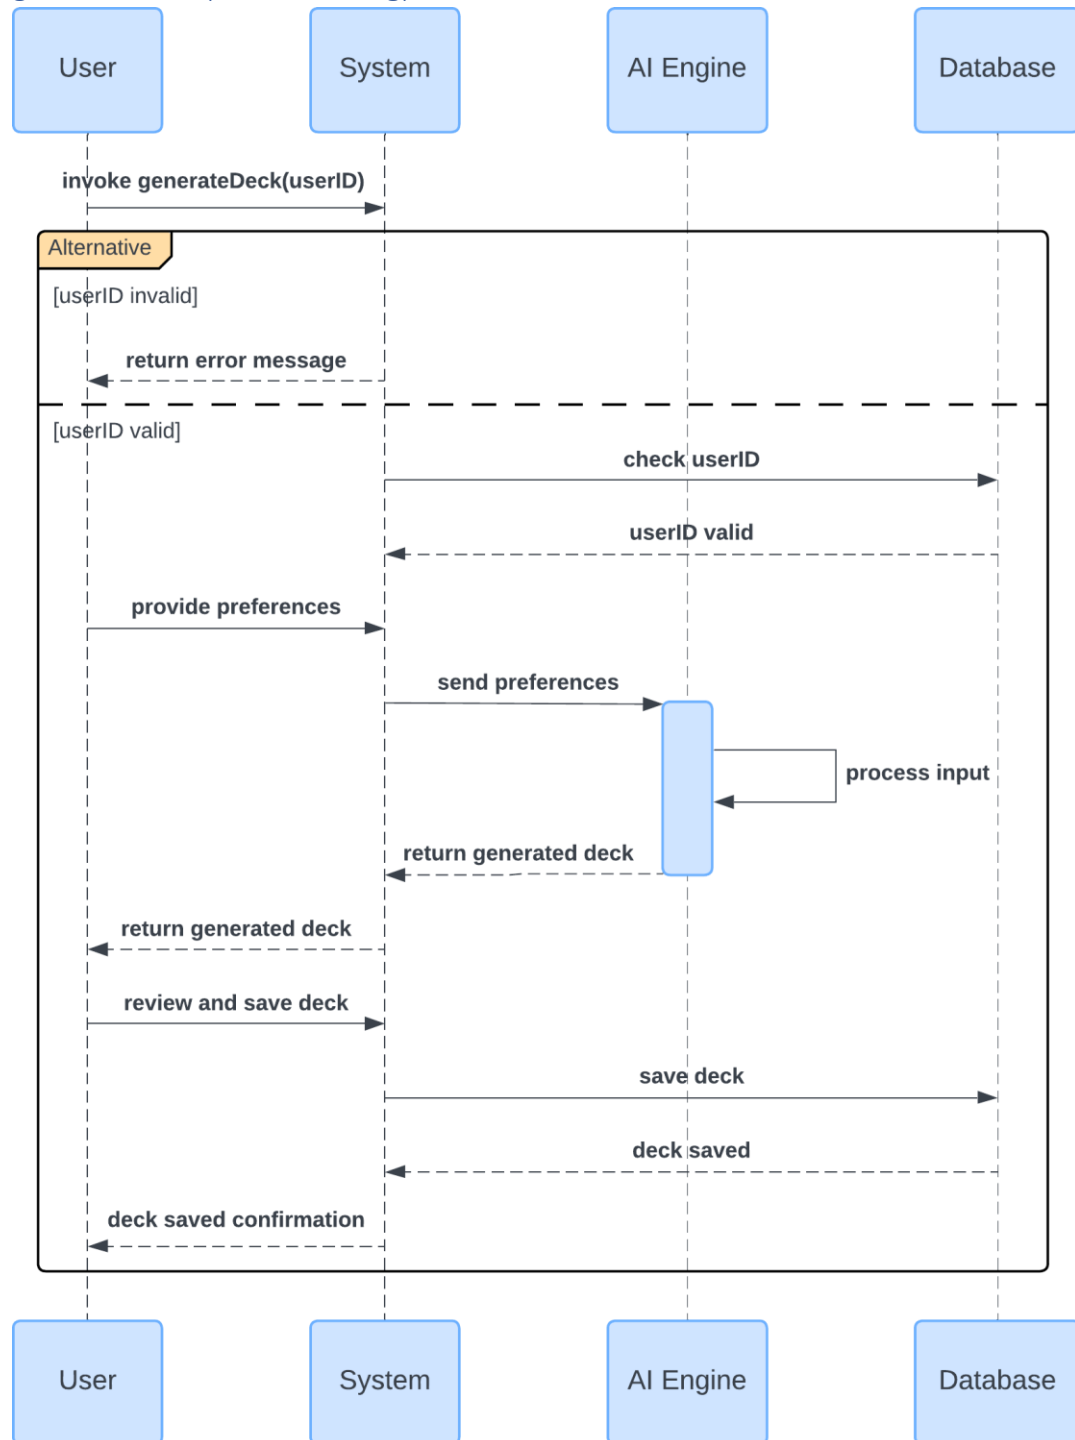 User
System
AI Engine
Database
invoke generateDeck(userID)
Alternative
[userID invalid]
return error message
[userID valid]
check userID
userID valid
provide preferences
send preferences
process input
return generated deck
return generated deck
review and save deck
save deck
deck saved
deck saved confirmation
User
System
AI Engine
Database